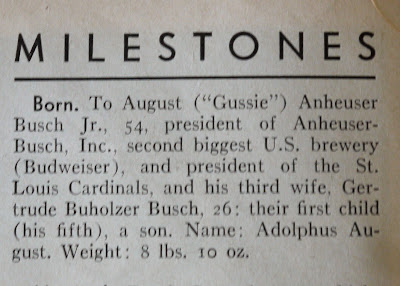 MILESTONES
Born. To August ("Gussie") Anheuser
Busch Jr., 54, president of Anheuser-
Busch, Inc., second biggest U.S. brewery
(Budweiser), and president of the St.
Louis Cardinals, and his third wife, Ger-
trude Buholzer Busch, 26: their first child
(his fifth), a son. Name: Adolphus Au-
gust. Weight: 8 lbs. 10 oz.